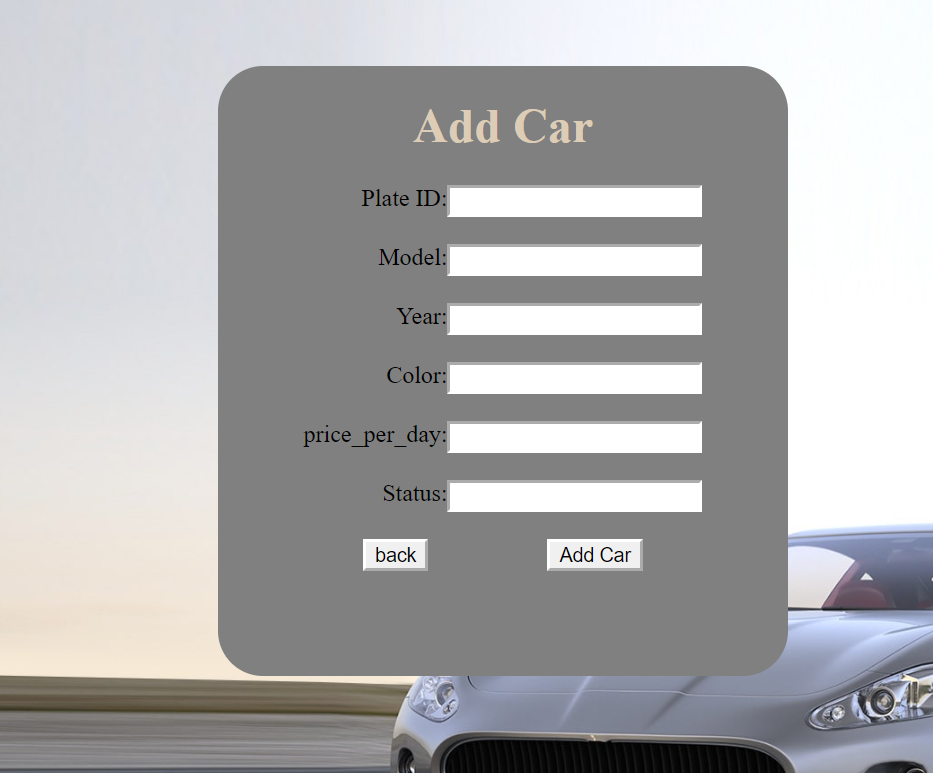 Add Car
Plate ID:
Model:
Year:
Color:
price_per_day:
Status:
back Add Car